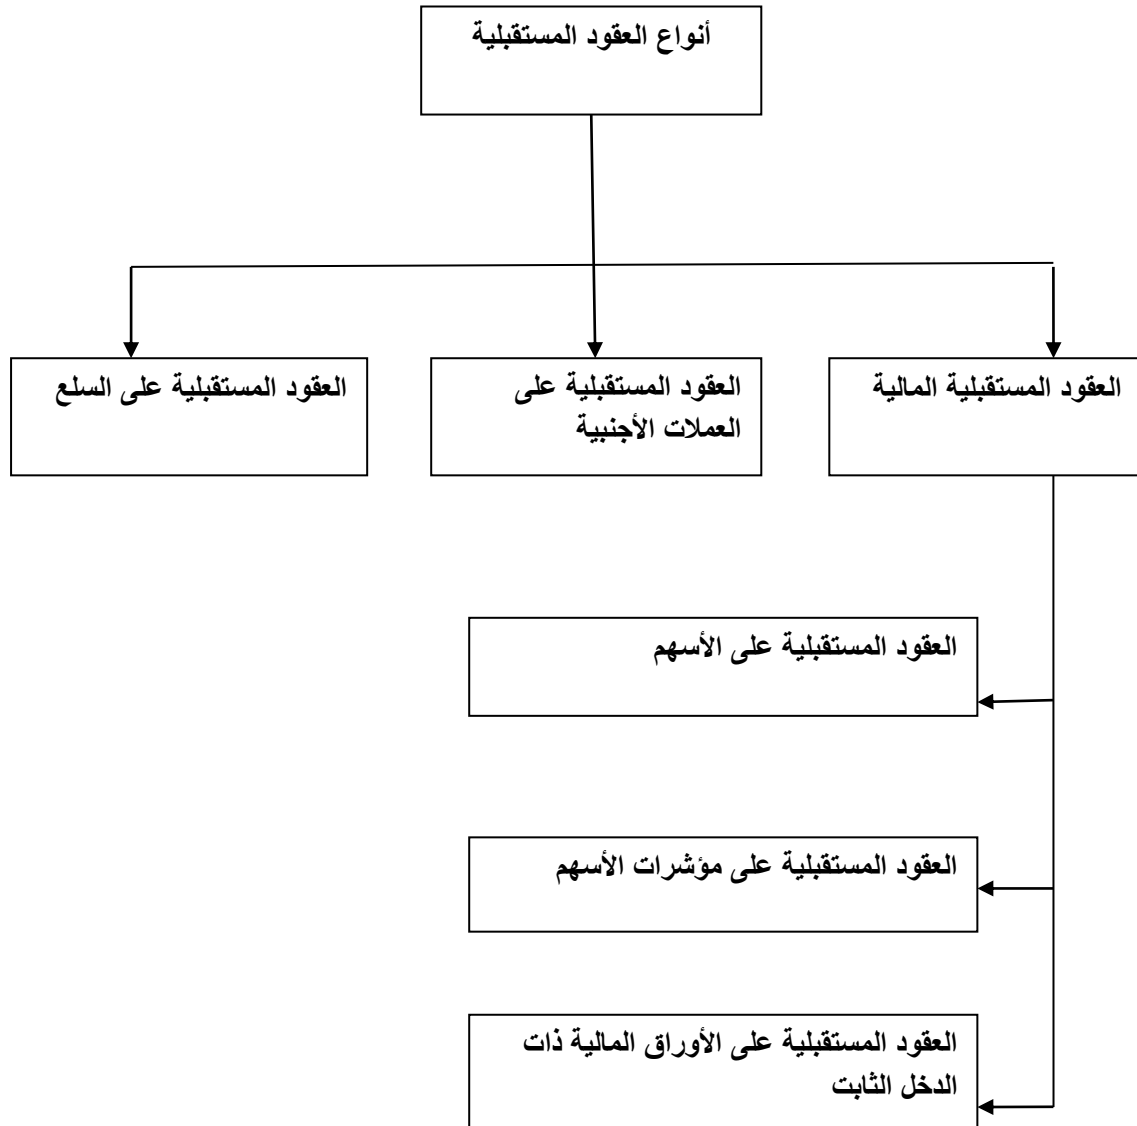 أنواع العقود المستقبلية
العقود المستقبلية المالية
العقود المستقبلية على
العملات الأجنبية
العقود المستقبلية على السلع
العقود المستقبلية على الأسهم
العقود المستقبلية على مؤشرات الأسهم
العقود المستقبلية على الأوراق المالية ذات
الدخل الثابت